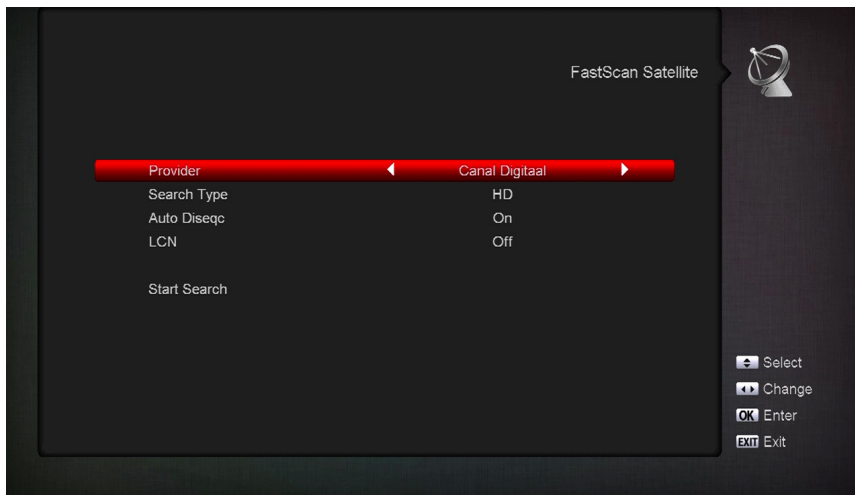 FastScan Satellite
Provider Canal Digitaal
Search Type HD
Auto Diseqc On
LCN Off
Start Search
Select
Change
OK Enter
EXIT Exit